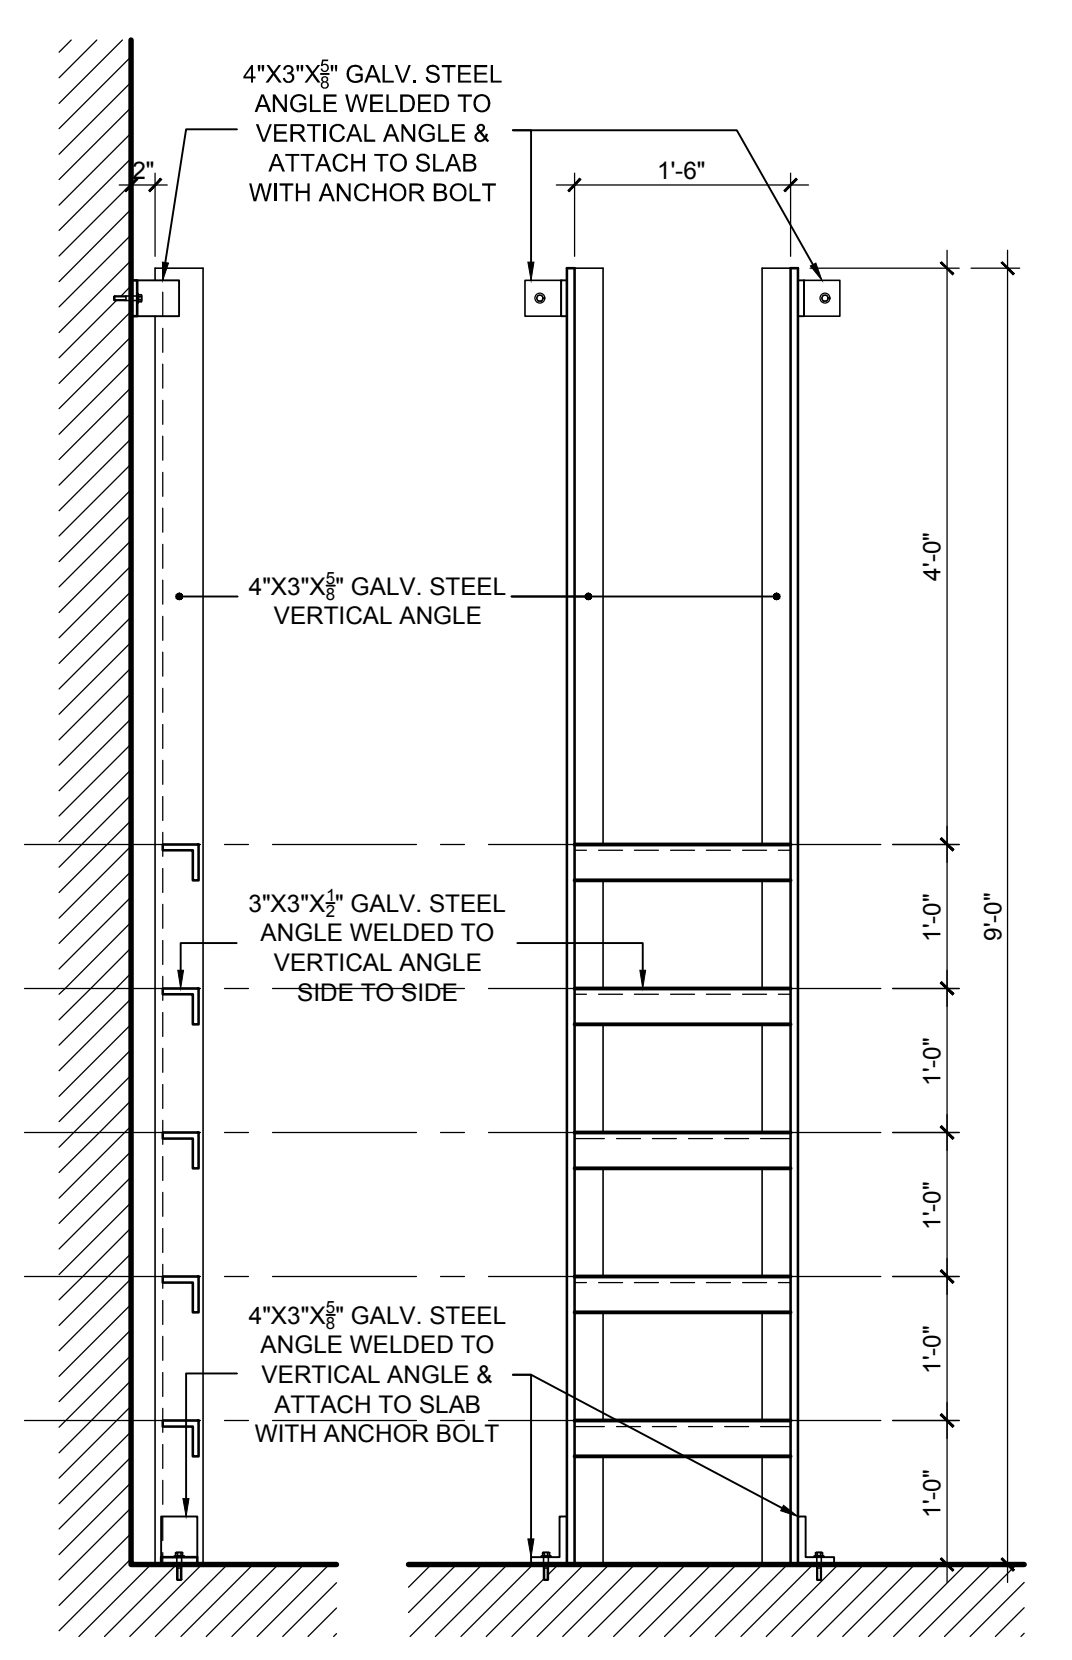 4"X3"X5/8" GALV. STEEL
ANGLE WELDED TO
VERTICAL ANGLE &
ATTACH TO SLAB
WITH ANCHOR BOLT
2"
1'-6"
4'-0"
4"X3"X5/8" GALV. STEEL
VERTICAL ANGLE
3"X3"X1/2" GALV. STEEL
ANGLE WELDED TO
VERTICAL ANGLE
SIDE TO SIDE
1'-0"
9'-0"
1'-0"
1'-0"
4"X3"X5/8" GALV. STEEL
ANGLE WELDED TO
VERTICAL ANGLE &
ATTACH TO SLAB
WITH ANCHOR BOLT
1'-0"
1'-0"